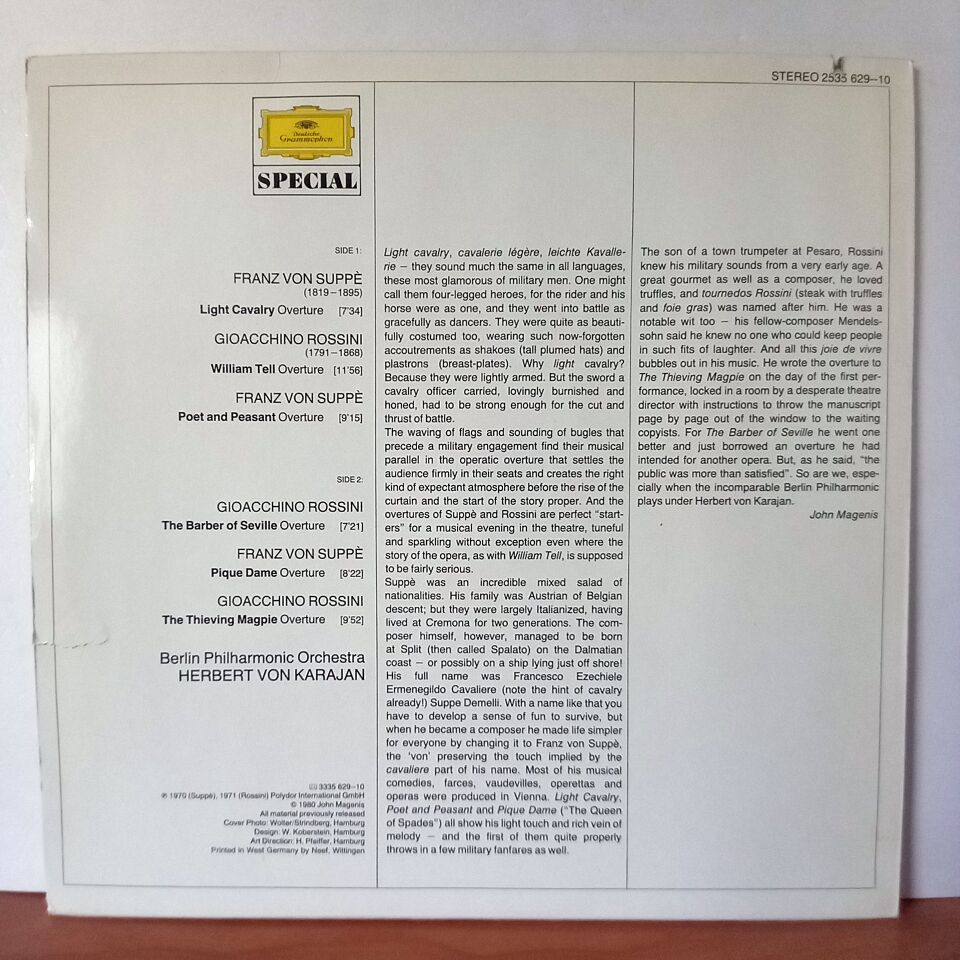 STEREO 2535 629–10
Deutsche
Grammophon
SPECIAL
SIDE 1:
FRANZ VON SUPPÈ
(1819–1895)
Light Cavalry Overture [7'34]
GIOACCHINO ROSSINI
(1791–1868)
William Tell Overture [11'56]
FRANZ VON SUPPÈ
Poet and Peasant Overture [9'15]
SIDE 2:
GIOACCHINO ROSSINI
The Barber of Seville Overture [7'21]
FRANZ VON SUPPÈ
Pique Dame Overture [8'22]
GIOACCHINO ROSSINI
The Thieving Magpie Overture [9'52]
Berlin Philharmonic Orchestra
HERBERT VON KARAJAN
3335 629–10
℗ 1970 (Suppè), 1971 (Rossini) Polydor International GmbH
© 1980 John Magenis
All material previously released
Cover Photo: Wolter/Strindberg, Hamburg
Design: W. Koberstein, Hamburg
Art Direction: H. Pfeiffer, Hamburg
Printed in West Germany by Neef, Wittingen
Light cavalry, cavalerie légère, leichte Kavalle-
rie – they sound much the same in all languages,
these most glamorous of military men. One might
call them four-legged heroes, for the rider and his
horse were as one, and they went into battle as
gracefully as dancers. They were quite as beauti-
fully costumed too, wearing such now-forgotten
accoutrements as shakoes (tall plumed hats) and
plastrons (breast-plates). Why light cavalry?
Because they were lightly armed. But the sword a
cavalry officer carried, lovingly burnished and
honed, had to be strong enough for the cut and
thrust of battle.
The waving of flags and sounding of bugles that
precede a military engagement find their musical
parallel in the operatic overture that settles the
audience firmly in their seats and creates the right
kind of expectant atmosphere before the rise of the
curtain and the start of the story proper. And the
overtures of Suppè and Rossini are perfect “start-
ers” for a musical evening in the theatre, tuneful
and sparkling without exception even where the
story of the opera, as with William Tell, is supposed
to be fairly serious.
Suppè was an incredible mixed salad of
nationalities. His family was Austrian of Belgian
descent; but they were largely Italianized, having
lived at Cremona for two generations. The com-
poser himself, however, managed to be born
at Split (then called Spalato) on the Dalmatian
coast – or possibly on a ship lying just off shore!
His full name was Francesco Ezechiele
Ermenegildo Cavaliere (note the hint of cavalry
already!) Suppe Demelli. With a name like that you
have to develop a sense of fun to survive, but
when he became a composer he made life simpler
for everyone by changing it to Franz von Suppè,
the ‘von’ preserving the touch implied by the
cavaliere part of his name. Most of his musical
comedies, farces, vaudevilles, operettas and
operas were produced in Vienna. Light Cavalry,
Poet and Peasant and Pique Dame (“The Queen
of Spades”) all show his light touch and rich vein of
melody – and the first of them quite properly
throws in a few military fanfares as well.
The son of a town trumpeter at Pesaro, Rossini
knew his military sounds from a very early age. A
great gourmet as well as a composer, he loved
truffles, and tournedos Rossini (steak with truffles
and foie gras) was named after him. He was a
notable wit too – his fellow-composer Mendels-
sohn said he knew no one who could keep people
in such fits of laughter. And all this joie de vivre
bubbles out in his music. He wrote the overture to
The Thieving Magpie on the day of the first per-
formance, locked in a room by a desperate theatre
director with instructions to throw the manuscript
page by page out of the window to the waiting
copyists. For The Barber of Seville he went one
better and just borrowed an overture he had
intended for another opera. But, as he said, “the
public was more than satisfied”. So are we, espe-
cially when the incomparable Berlin Philharmonic
plays under Herbert von Karajan.
John Magenis